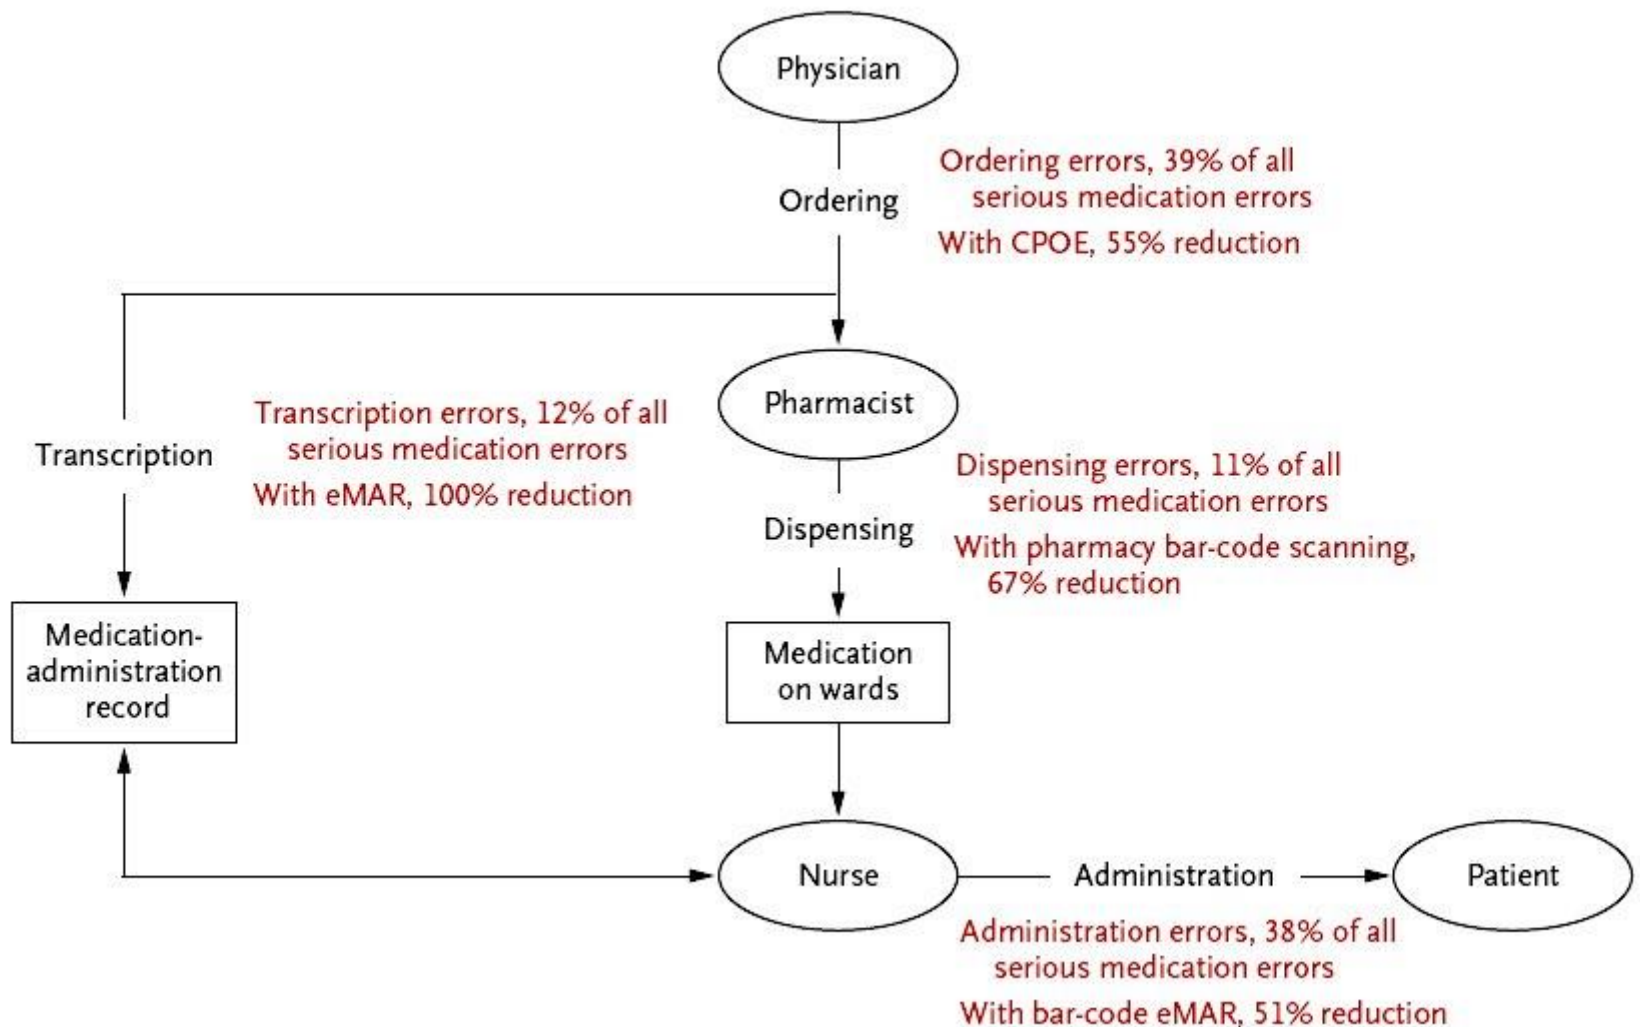 Physician
Ordering
Ordering errors, 39% of all
serious medication errors
With CPOE, 55% reduction
Pharmacist
Transcription
Transcription errors, 12% of all
serious medication errors
With eMAR, 100% reduction
Dispensing
Dispensing errors, 11% of all
serious medication errors
With pharmacy bar-code scanning,
67% reduction
Medication-
administration
record
Medication
on wards
Nurse
Administration
Patient
Administration errors, 38% of all
serious medication errors
With bar-code eMAR, 51% reduction